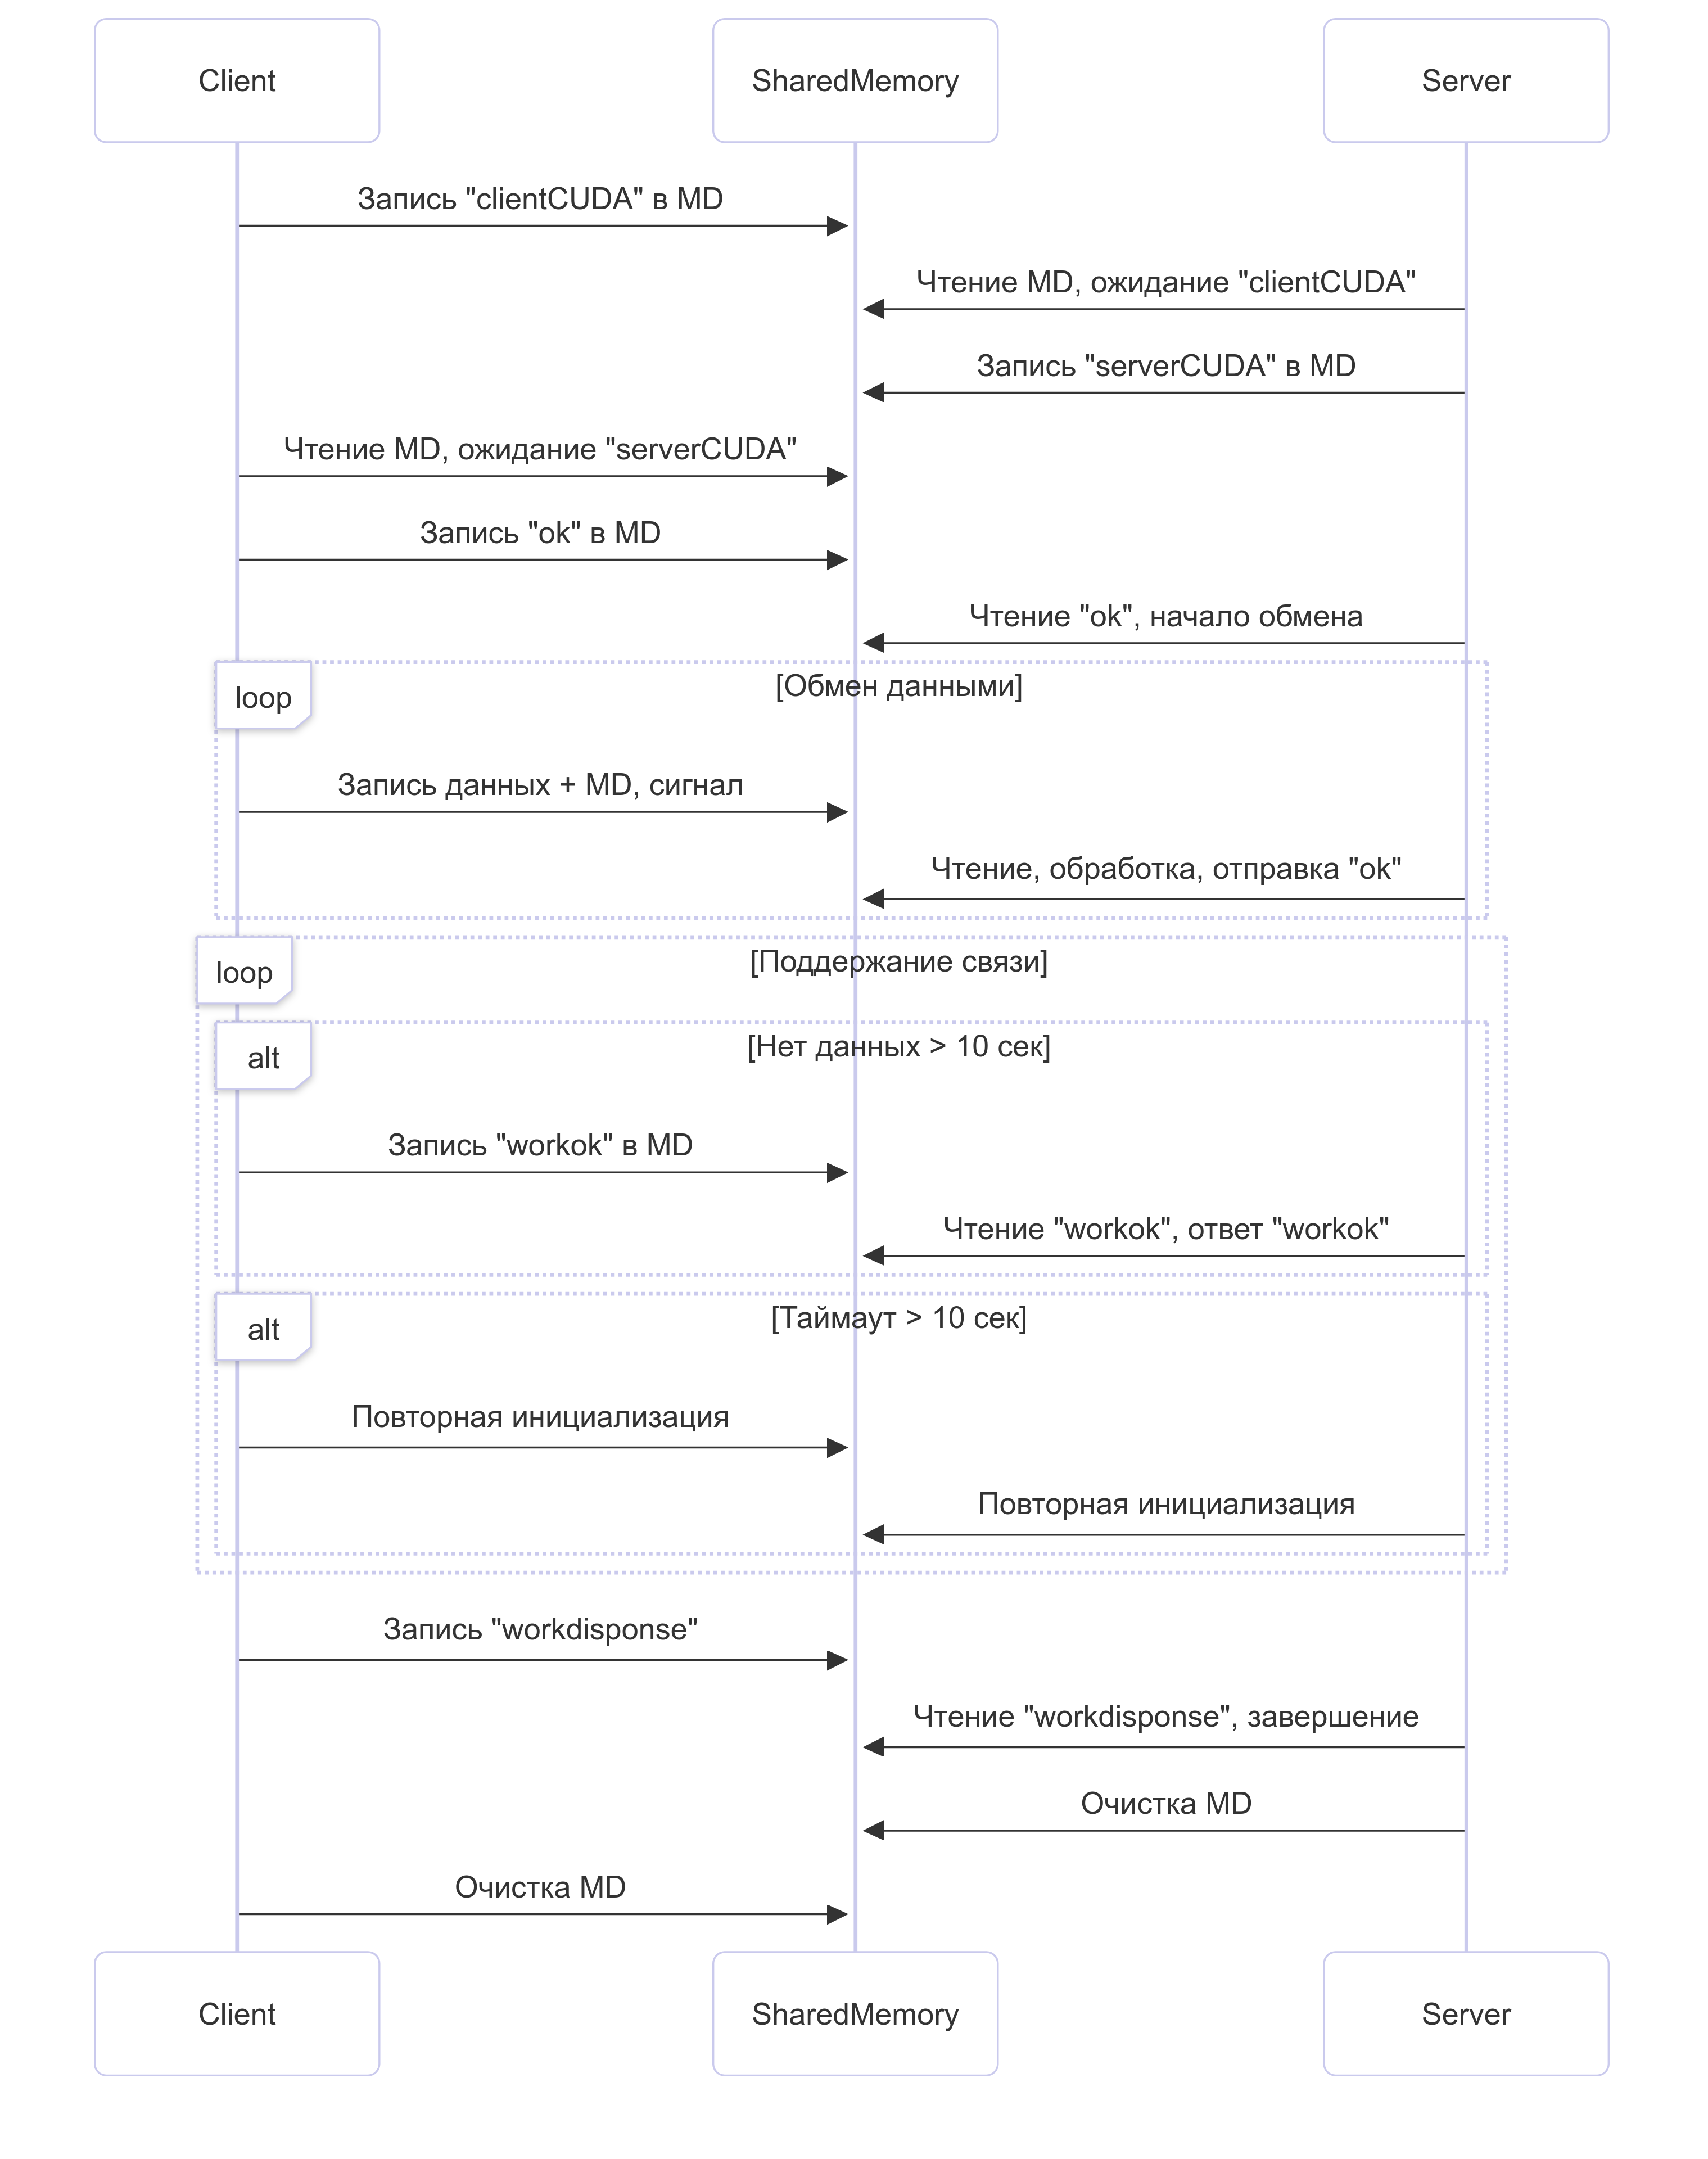 Client
SharedMemory
Server
Запись "clientCUDA" в MD
Чтение MD, ожидание "clientCUDA"
Запись "serverCUDA" в MD
Чтение MD, ожидание "serverCUDA"
Запись "ok" в MD
Чтение "ok", начало обмена
loop
[Обмен данными]
Запись данных + MD, сигнал
Чтение, обработка, отправка "ok"
loop
[Поддержание связи]
alt
[Нет данных > 10 сек]
Запись "workok" в MD
Чтение "workok", ответ "workok"
alt
[Таймаут > 10 сек]
Повторная инициализация
Повторная инициализация
Запись "workdisponse"
Чтение "workdisponse", завершение
Очистка MD
Очистка MD
Client
SharedMemory
Server